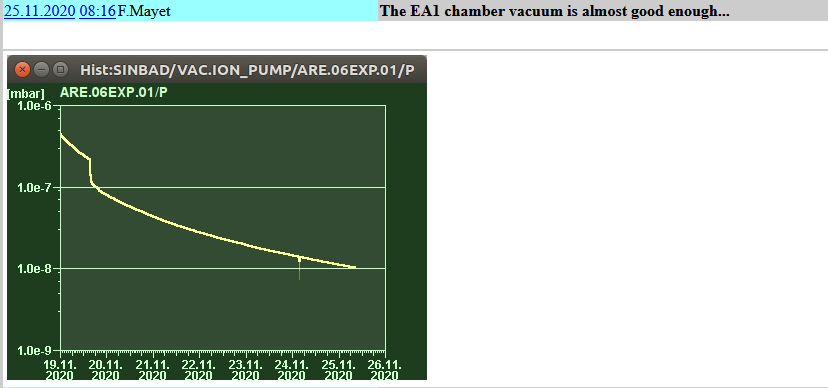 25.11.2020 08:16 F.Mayet The EA1 chamber vacuum is almost good enough...
Hist:SINBAD/VAC.ION_PUMP/ARE.06EXP.01/P
[mbar] ARE.06EXP.01/P
1.0e-6
1.0e-7
1.0e-8
1.0e-9
19.11. 20.11. 21.11. 22.11. 23.11. 24.11. 25.11. 26.11.
2020 2020 2020 2020 2020 2020 2020 2020